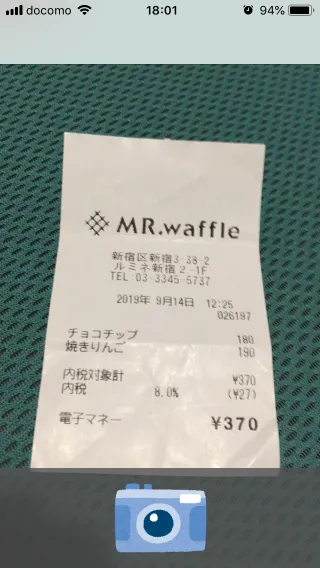 docomo 18:01 94%
MR.waffle
新宿区新宿3-38-2
ルミネ新宿2-1F
TEL 03-3345-5737
2019年 9月14日 12:25
026197
チョコチップ 180
焼きりんご 190
内税対象計 ¥370
内税 8.0% (¥27)
電子マネー ¥370